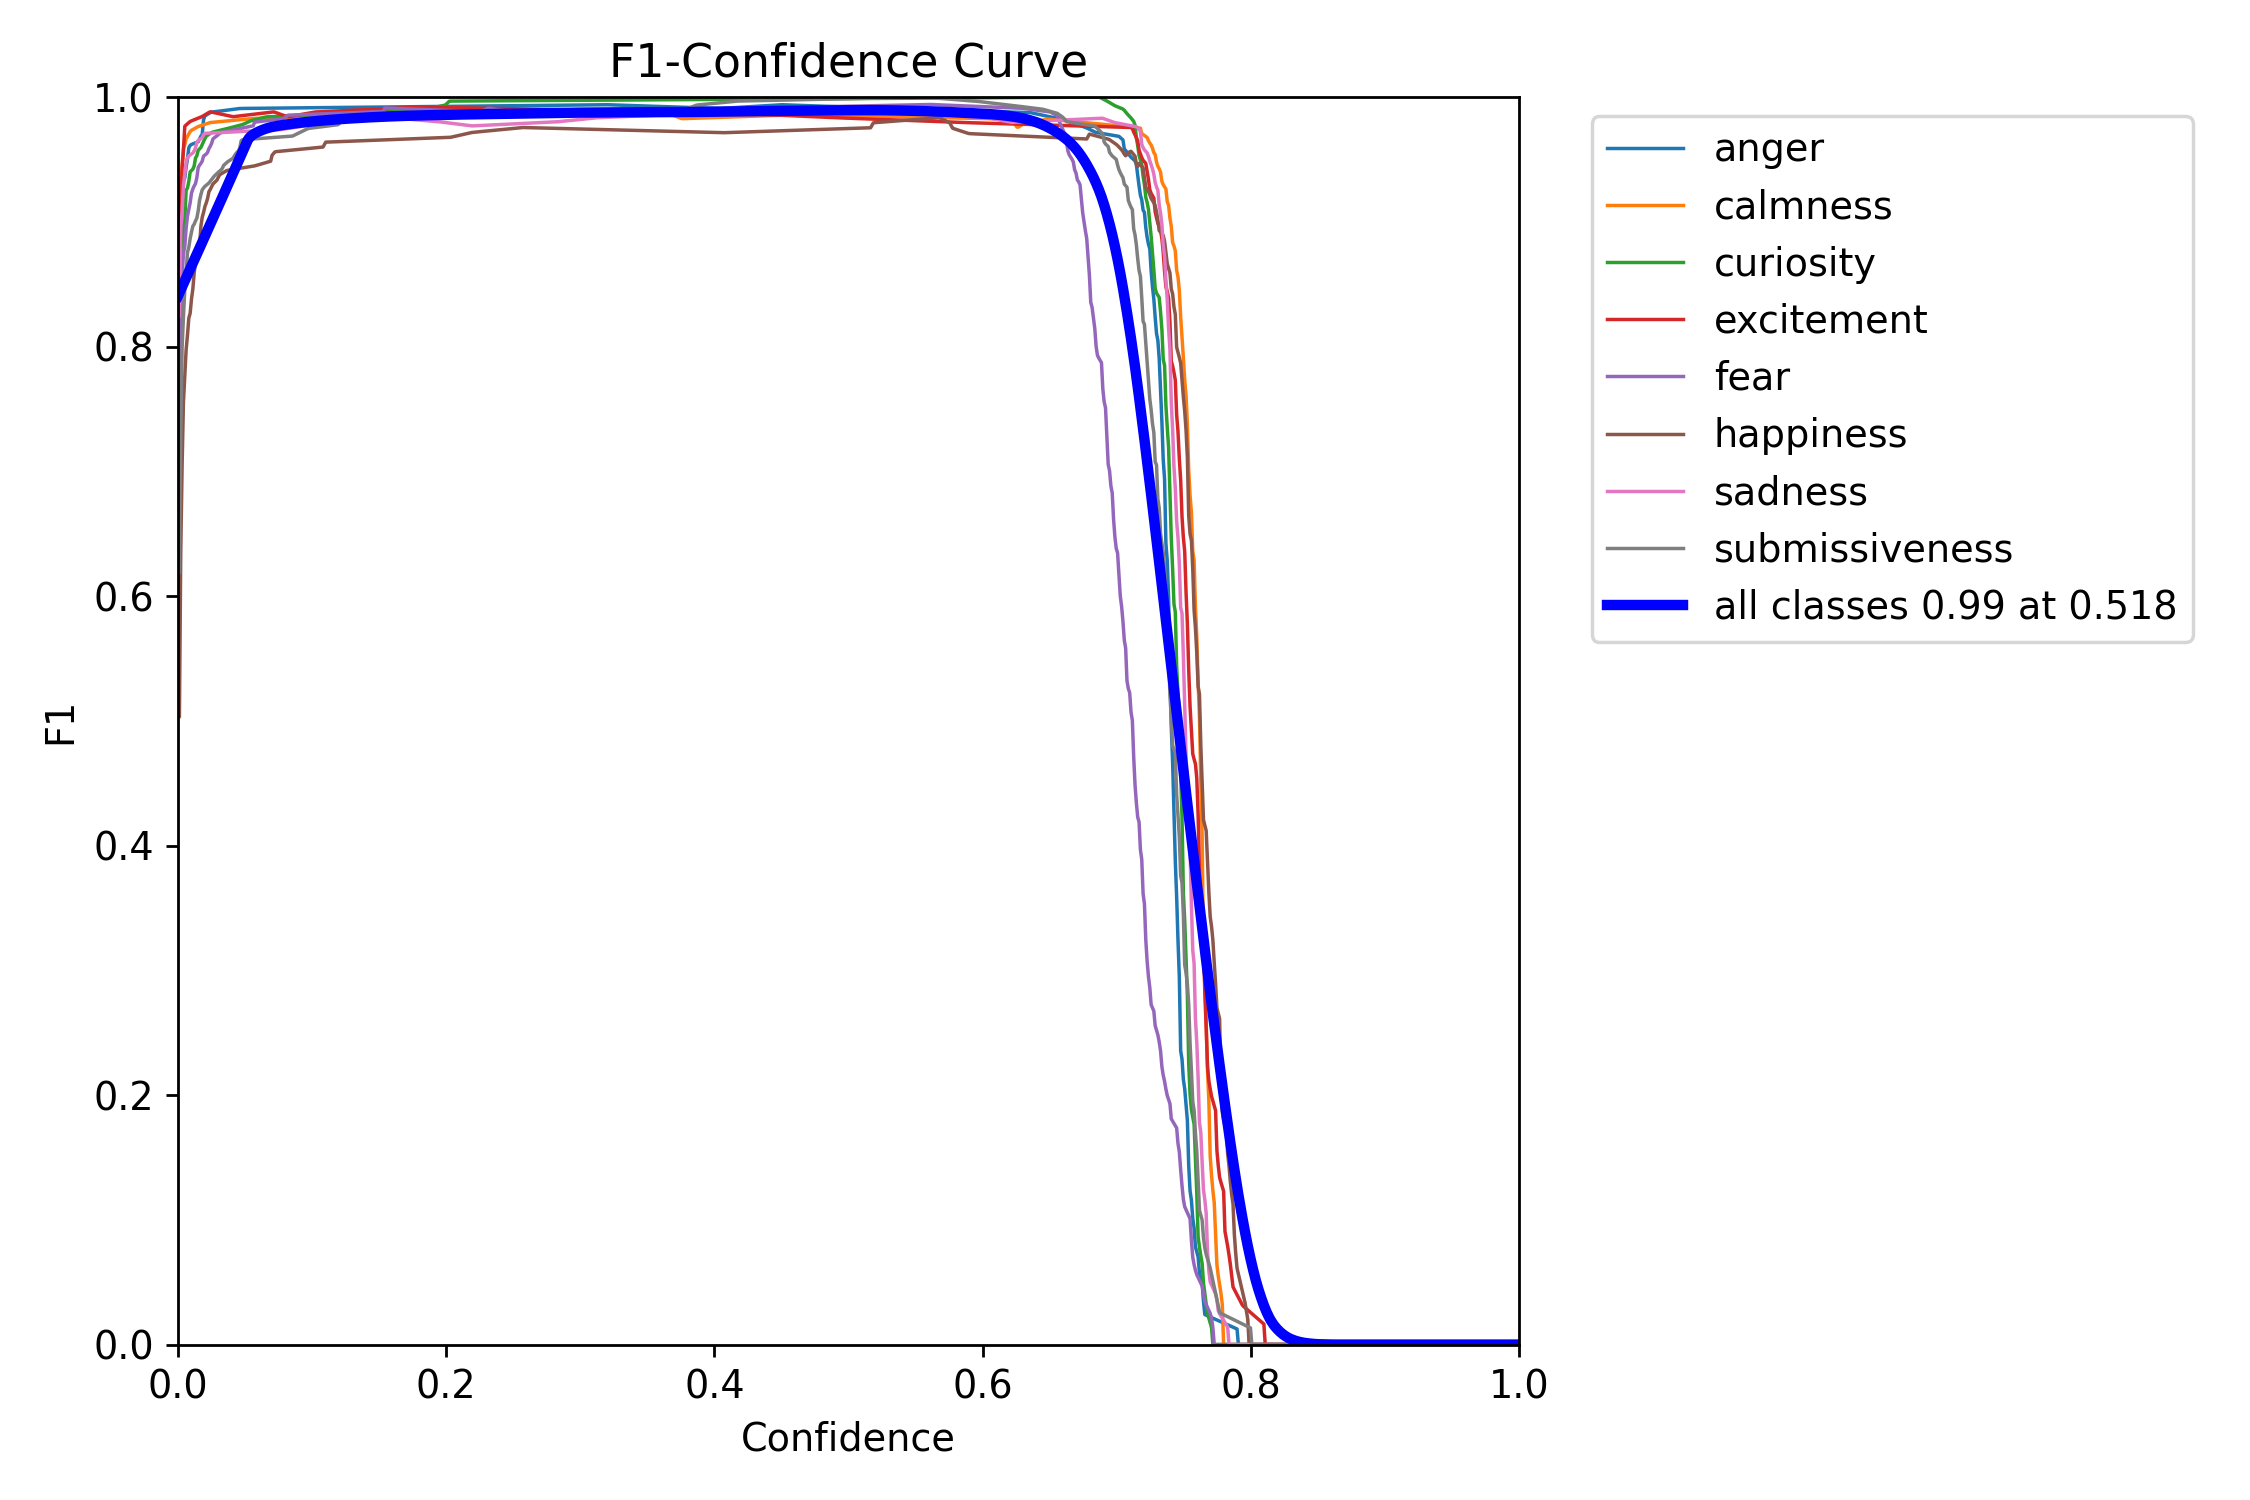 F1-Confidence Curve
F1
1.0
0.8
0.6
0.4
0.2
0.0
0.0 0.2 0.4 0.6 0.8 1.0
Confidence
anger
calmness
curiosity
excitement
fear
happiness
sadness
submissiveness
all classes 0.99 at 0.518